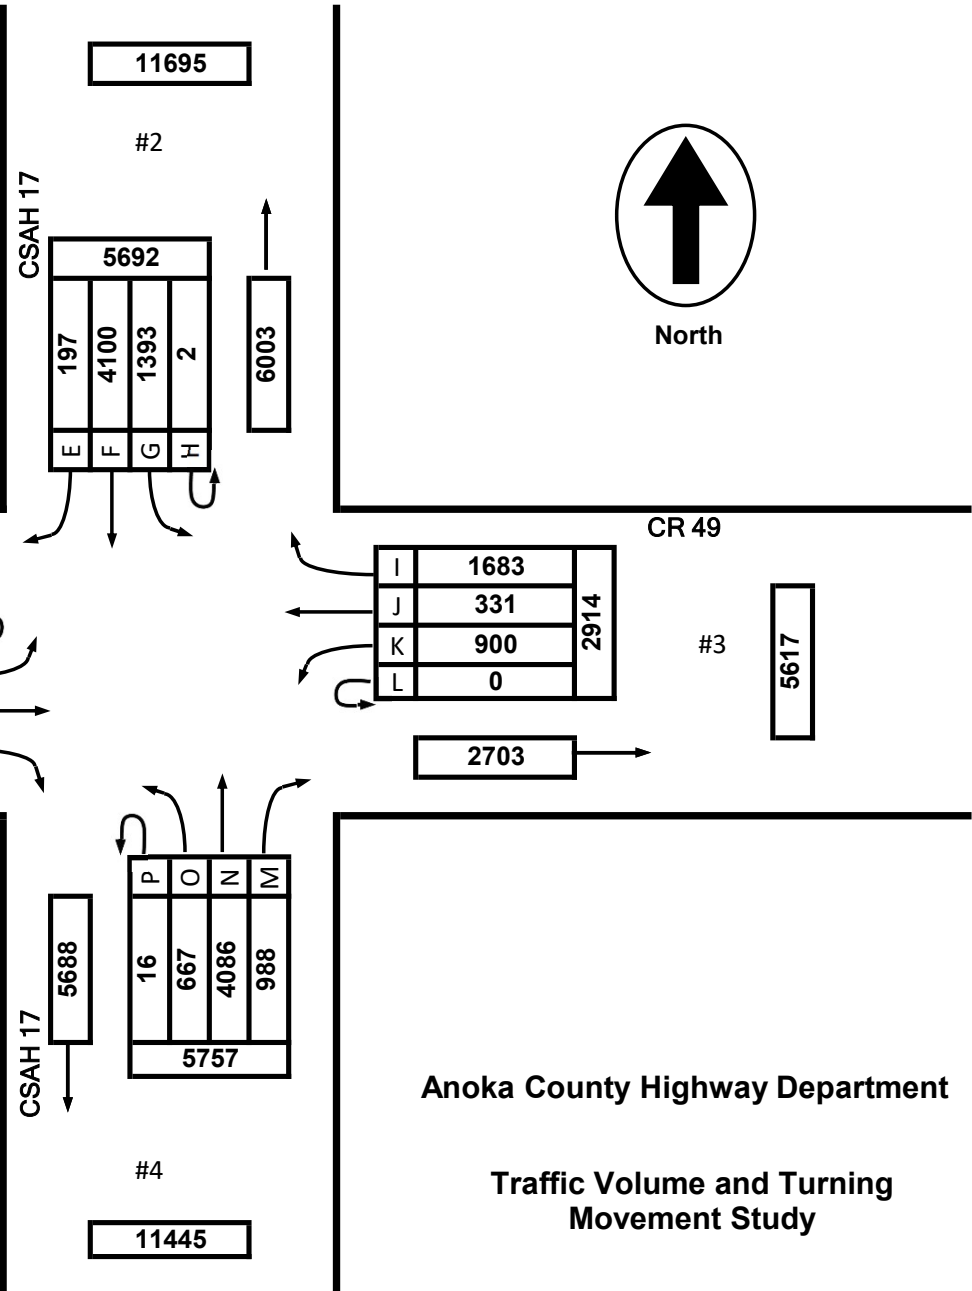 11695
#2
CSAH 17
5692
197
4100
1393
2
6003
E
F
G
H
North
CR 49
I 1683
J 331
K 900
L 0
2914
#3
5617
2703
P
O
N
M
16
667
4086
988
5757
5688
CSAH 17
#4
11445
Anoka County Highway Department
Traffic Volume and Turning
Movement Study